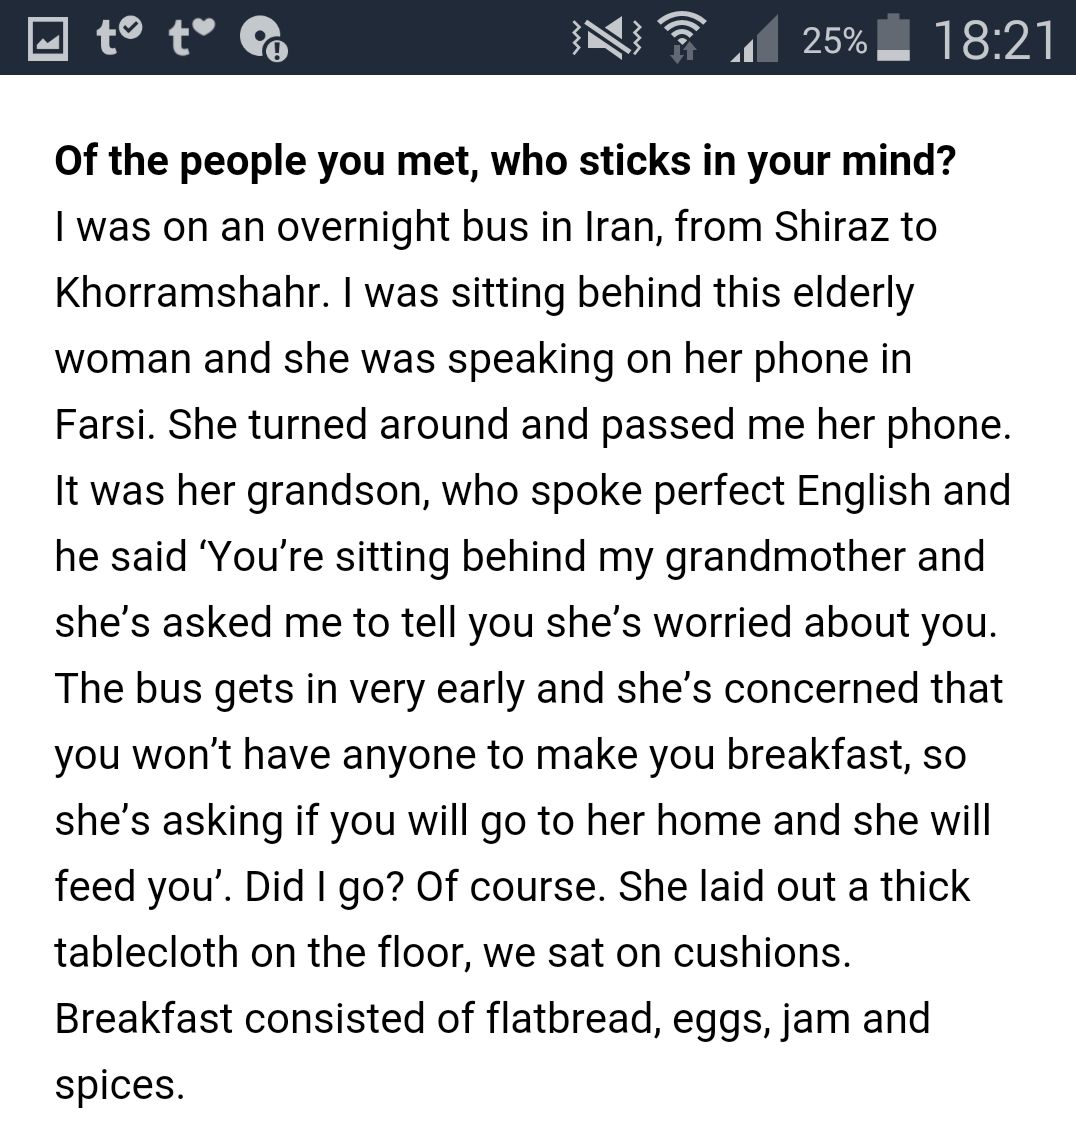 25% 18:21
Of the people you met, who sticks in your mind?
I was on an overnight bus in Iran, from Shiraz to
Khorramshahr. I was sitting behind this elderly
woman and she was speaking on her phone in
Farsi. She turned around and passed me her phone.
It was her grandson, who spoke perfect English and
he said ‘You’re sitting behind my grandmother and
she’s asked me to tell you she’s worried about you.
The bus gets in very early and she’s concerned that
you won’t have anyone to make you breakfast, so
she’s asking if you will go to her home and she will
feed you’. Did I go? Of course. She laid out a thick
tablecloth on the floor, we sat on cushions.
Breakfast consisted of flatbread, eggs, jam and
spices.